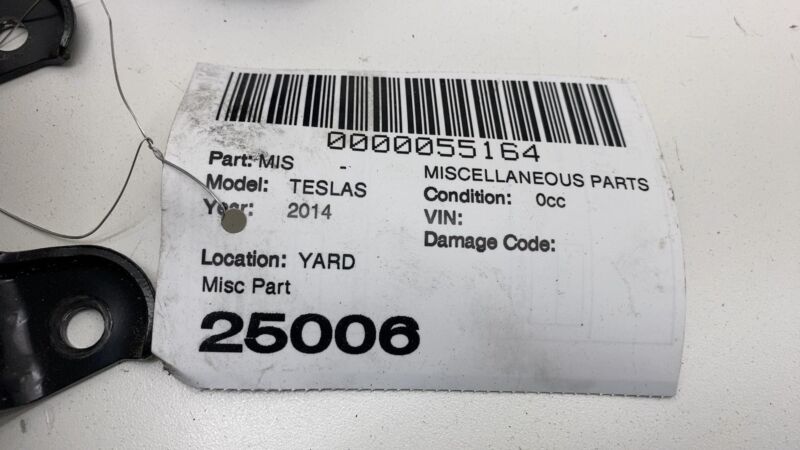 0000055164
Part: MIS -
MISCELLANEOUS PARTS
Model: TESLAS
Condition: 0cc
Year: 2014
VIN:
Damage Code:
Location: YARD
Misc Part
25006